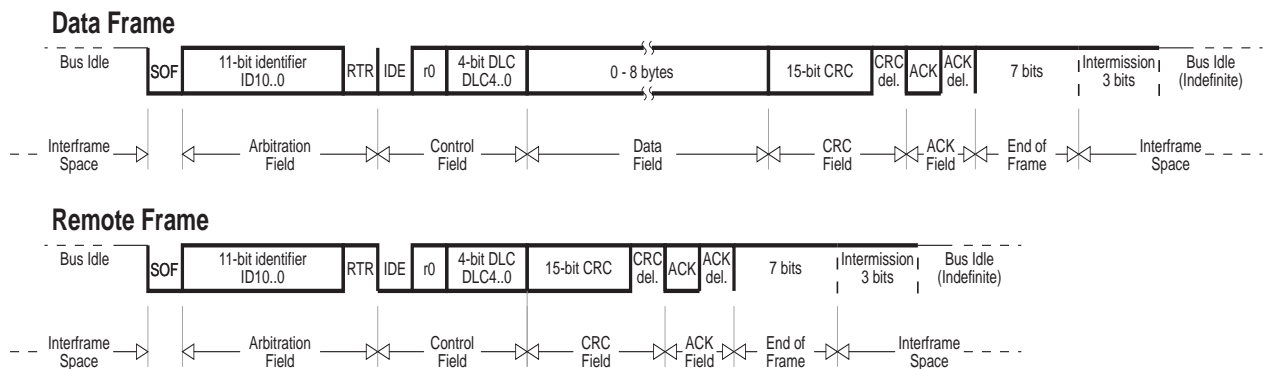 Data Frame
Bus Idle
SOF
11-bit identifier
ID10..0
RTR
IDE
r0
4-bit DLC
DLC4..0
0 - 8 bytes
15-bit CRC
CRC
del.
ACK
ACK
del.
7 bits
Intermission
3 bits
Bus Idle
(Indefinite)
Interframe
Space
Arbitration
Field
Control
Field
Data
Field
CRC
Field
ACK
Field
End of
Frame
Interframe
Space
Remote Frame
Bus Idle
SOF
11-bit identifier
ID10..0
RTR
IDE
r0
4-bit DLC
DLC4..0
15-bit CRC
CRC
del.
ACK
ACK
del.
7 bits
Intermission
3 bits
Bus Idle
(Indefinite)
Interframe
Space
Arbitration
Field
Control
Field
CRC
Field
ACK
Field
End of
Frame
Interframe
Space